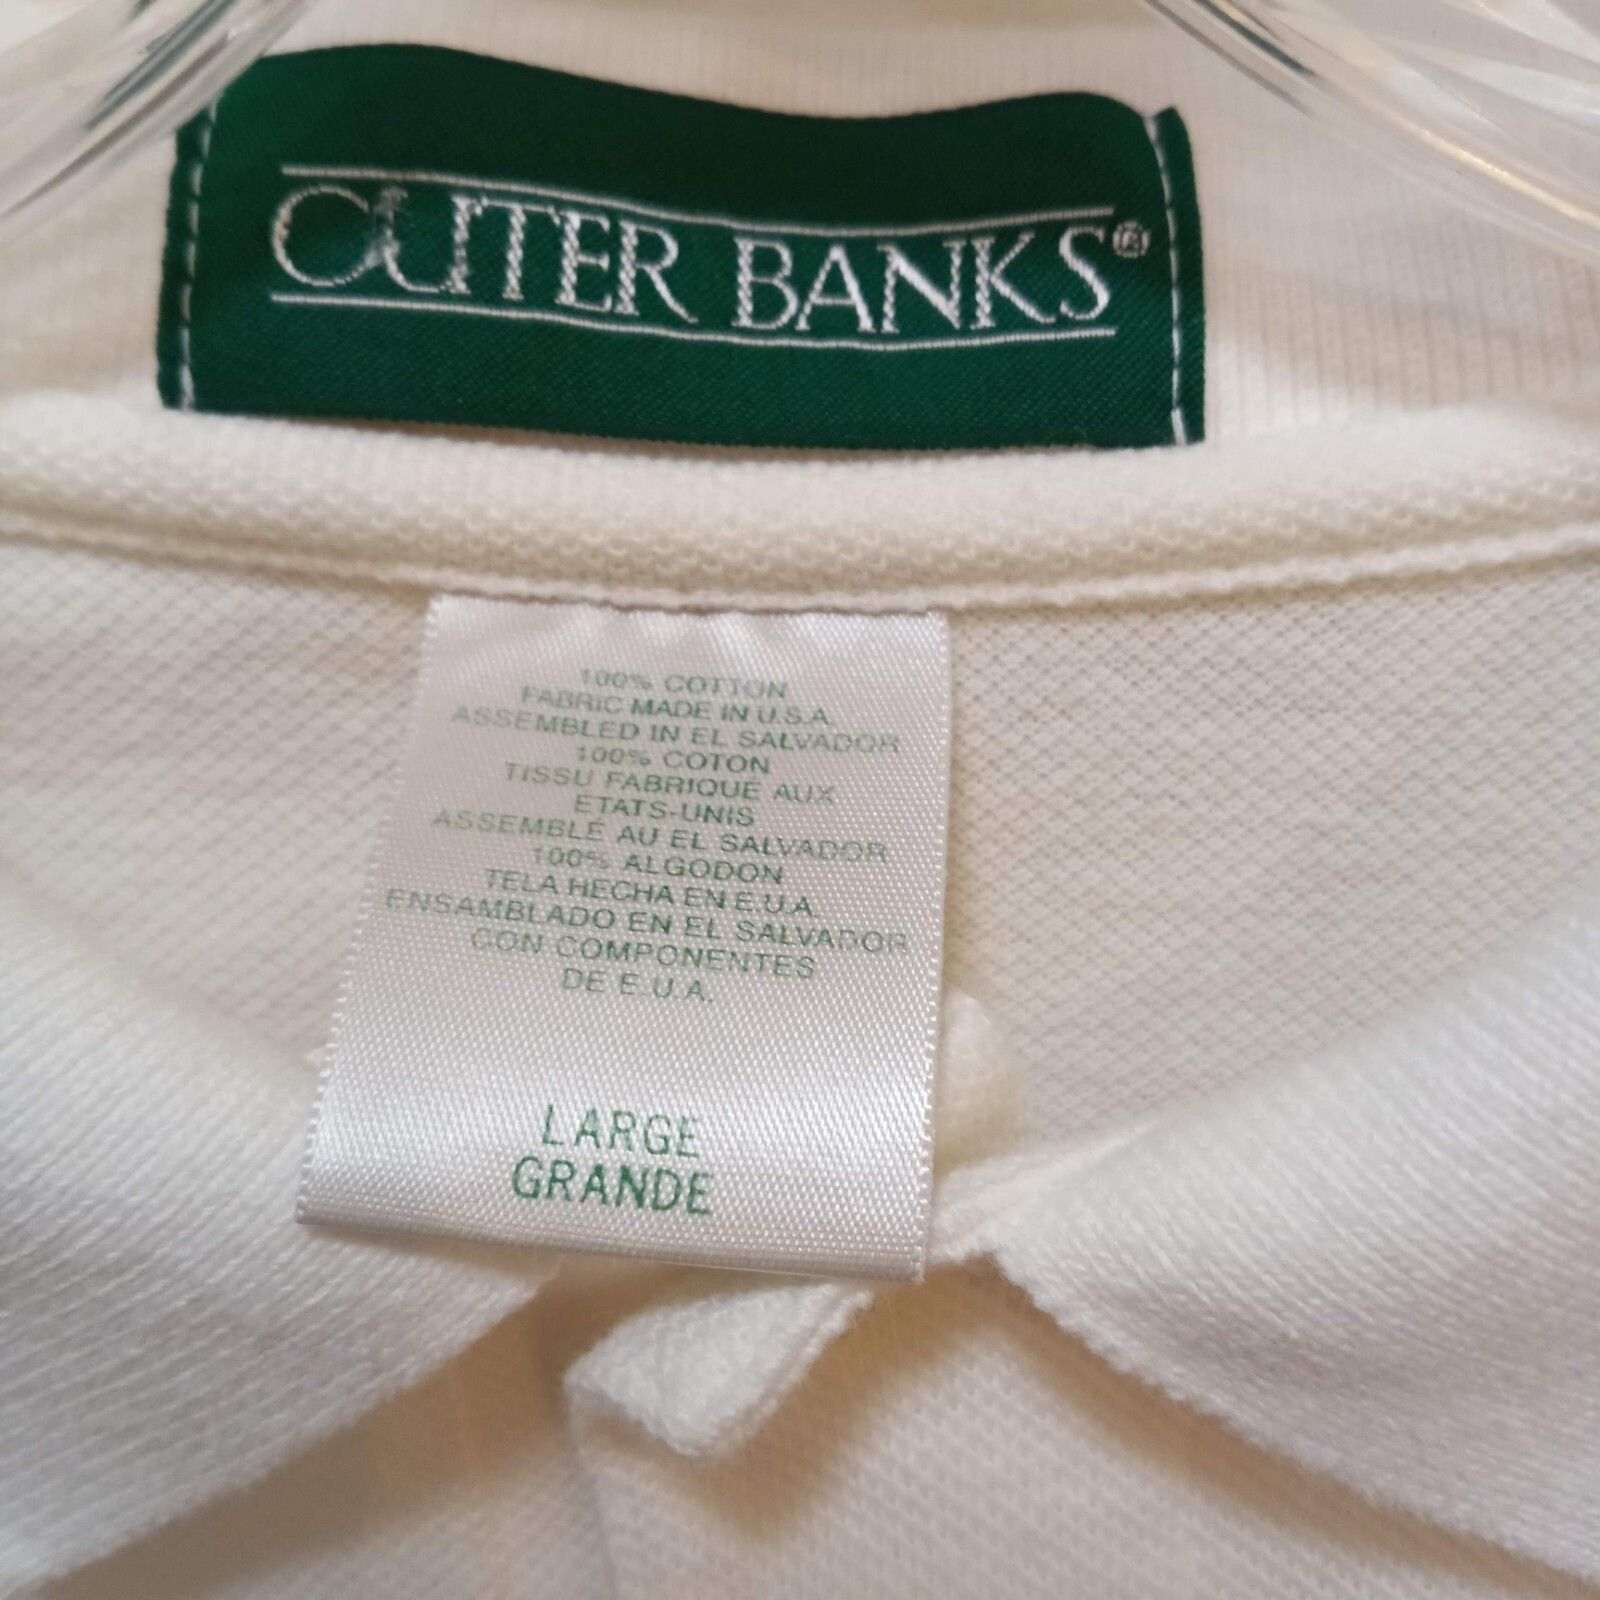 OUTER BANKS®
100% COTTON
FABRIC MADE IN U.S.A.
ASSEMBLED IN EL SALVADOR
100% COTON
TISSU FABRIQUE AUX
ETATS-UNIS
ASSEMBLÉ AU EL SALVADOR
100% ALGODON
TELA HECHA EN E.U.A.
ENSAMBLADO EN EL SALVADOR
CON COMPONENTES
DE E.U.A.
LARGE
GRANDE